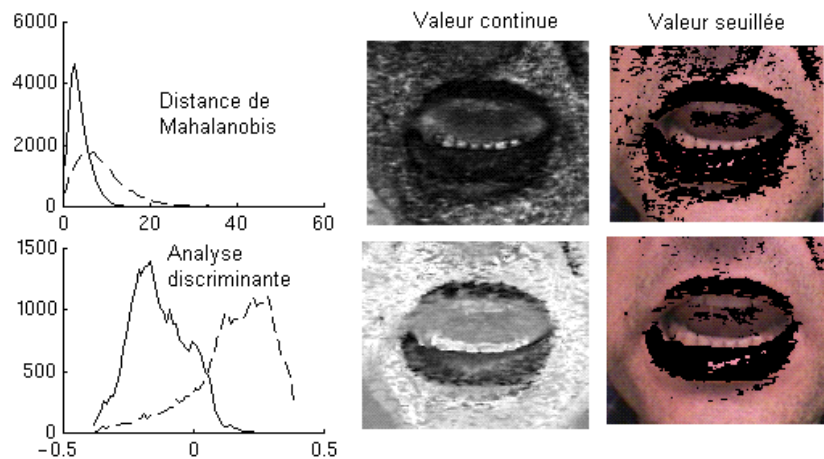 Valeur continue
Valeur seuillée
6000
4000
2000
0
Distance de
Mahalanobis
0 20 40 60
1500
1000
500
0
Analyse
discriminante
−0.5 0 0.5